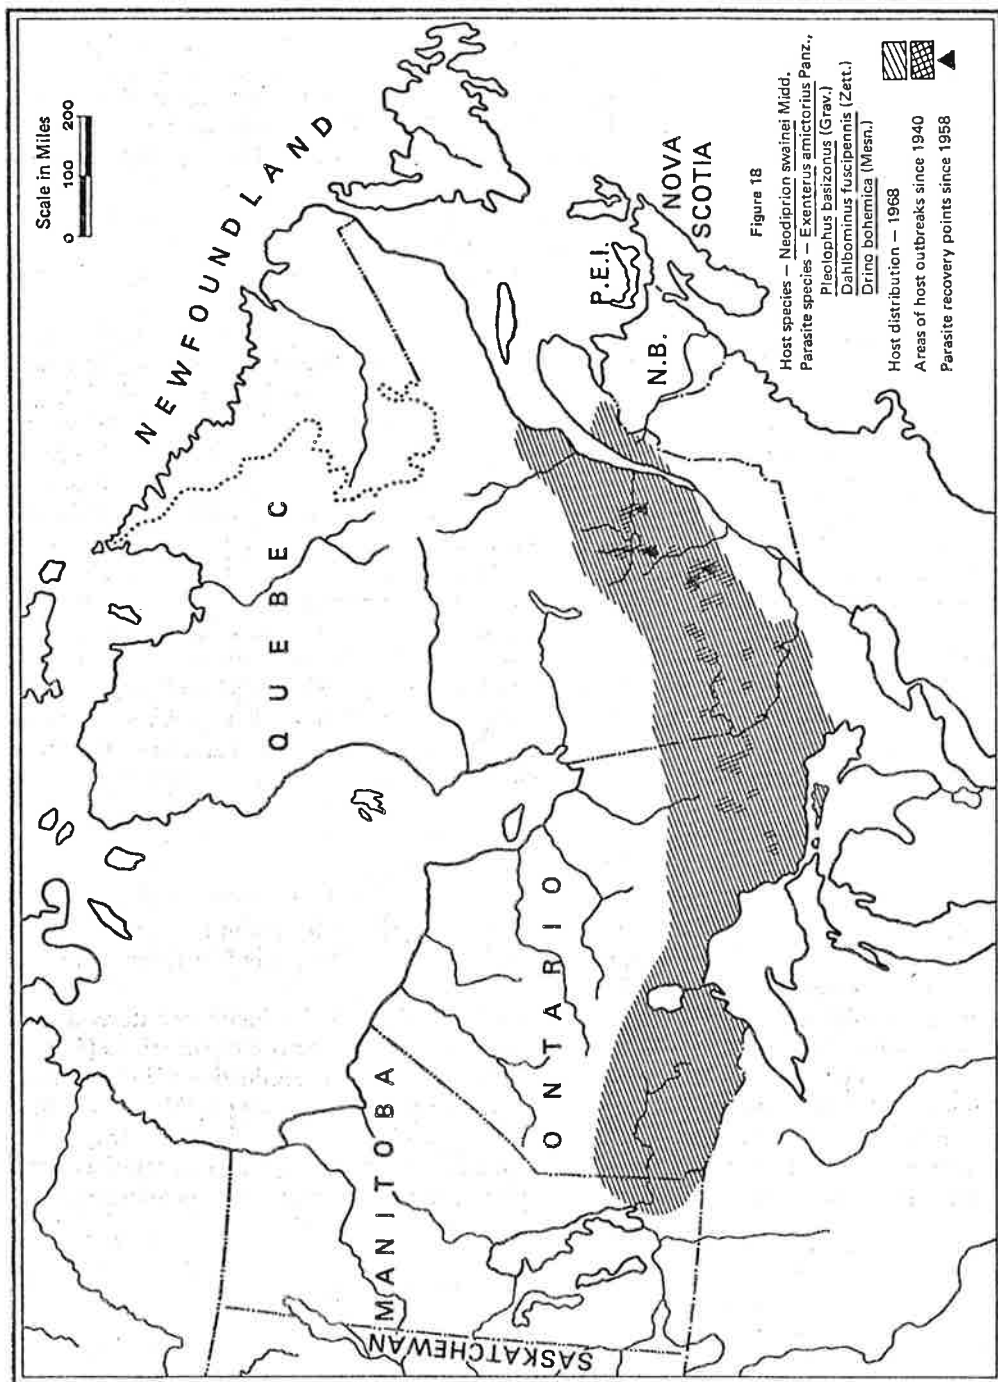 Scale in Miles
0 100 200
NEWFOUNDLAND
QUEBEC
ONTARIO
MANITOBA
SASKATCHEWAN
P.E.I.
N.B.
NOVA
SCOTIA
Figure 18
Host species — Neodiprion swainei Midd.
Parasite species — Exenterus amictorius Panz.,
Pleolophus basizonus (Grav.)
Dahlbominus fuscipennis (Zett.)
Drino bohemica (Mesn.)
Host distribution — 1968
Areas of host outbreaks since 1940
Parasite recovery points since 1958